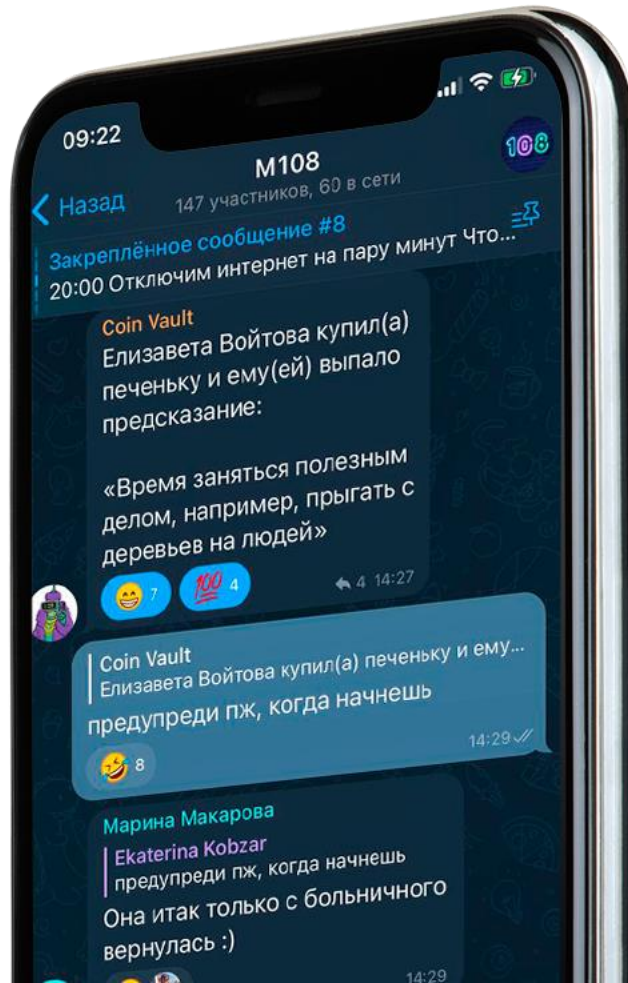 09:22
Назад
M108
147 участников, 60 в сети
108
Закреплённое сообщение #8
20:00 Отключим интернет на пару минут Что...
Coin Vault
Елизавета Войтова купил(а)
печеньку и ему(ей) выпало
предсказание:
«Время заняться полезным
делом, например, прыгать с
деревьев на людей»
😁 7 💯 4
4 14:27
Coin Vault
Елизавета Войтова купил(а) печеньку и ему...
предупреди пж, когда начнешь
🤣 8
14:29
Марина Макарова
Ekaterina Kobzar
предупреди пж, когда начнешь
Она итак только с больничного
вернулась :)
14:29